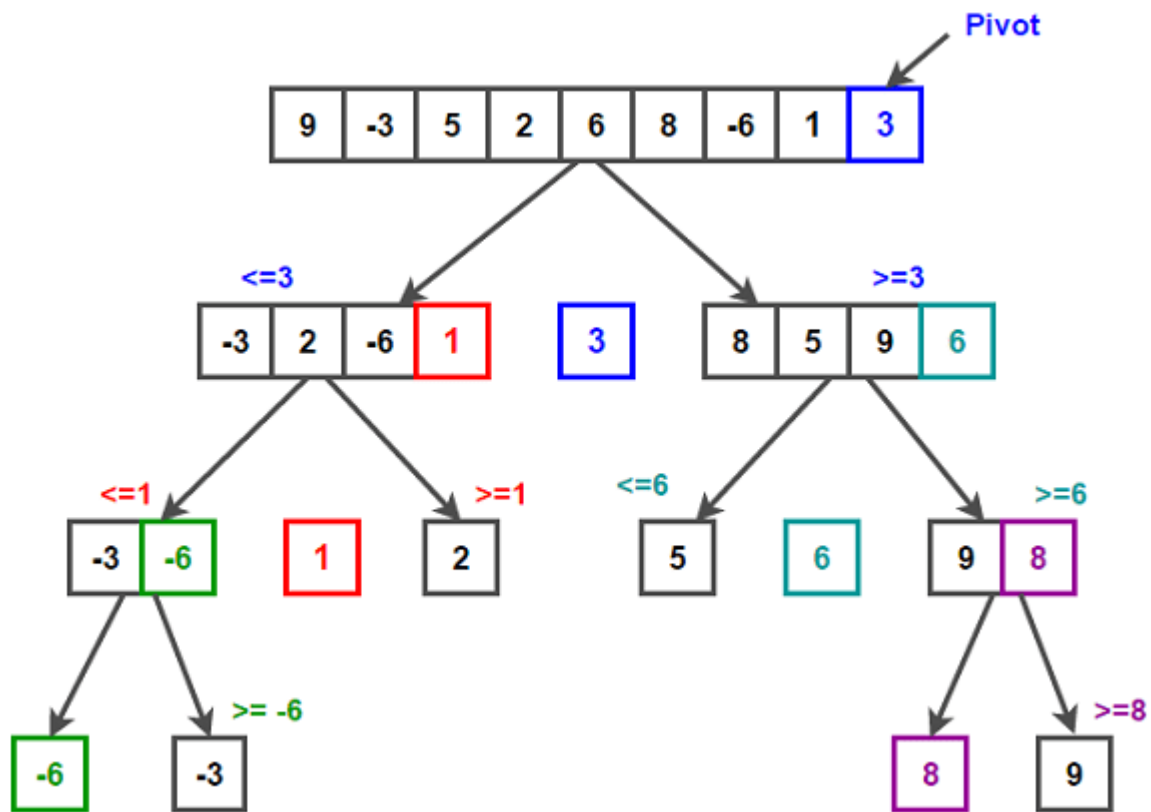 Pivot
9 -3 5 2 6 8 -6 1 3
<=3 >=3
-3 2 -6 1 3 8 5 9 6
<=1 >=1 <=6 >=6
-3 -6 1 2 5 6 9 8
>= -6 >=8
-6 -3 8 9